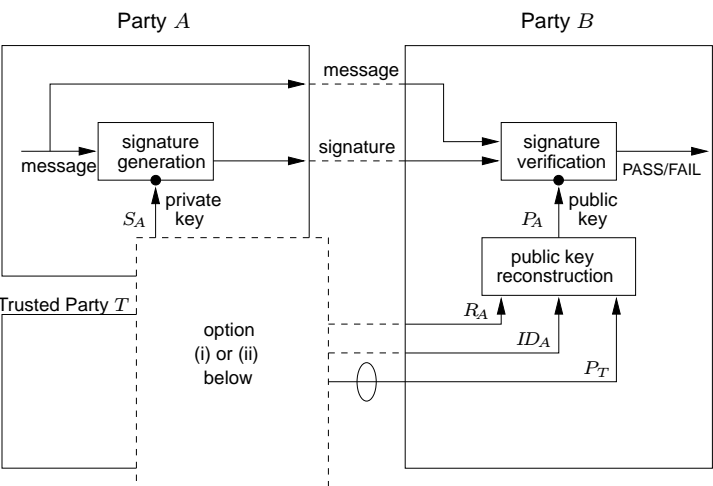 Party A
Party B
message
signature
generation
message
signature
signature
verification
PASS/FAIL
private
key
S_A
public
key
P_A
public key
reconstruction
Trusted Party T
option
(i) or (ii)
below
R_A
ID_A
P_T